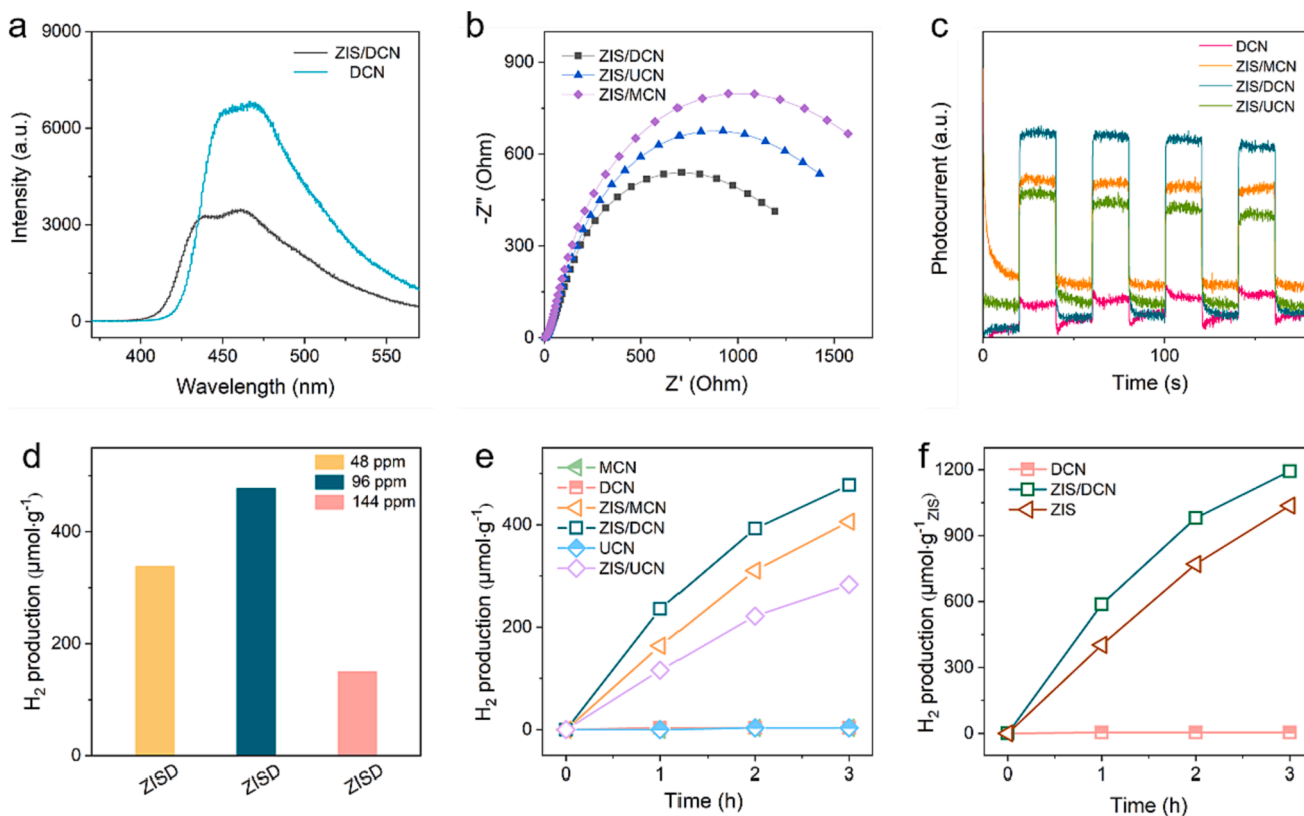 a
9000
6000
3000
0
Intensity (a.u.)
400 450 500 550
Wavelength (nm)
ZIS/DCN
DCN
b
900
600
300
0
-Z" (Ohm)
0 500 1000 1500
Z' (Ohm)
ZIS/DCN
ZIS/UCN
ZIS/MCN
c
Photocurrent (a.u.)
0 100
Time (s)
DCN
ZIS/MCN
ZIS/DCN
ZIS/UCN
d
400
200
0
H₂ production (μmol·g⁻¹)
ZISD ZISD ZISD
48 ppm
96 ppm
144 ppm
e
400
200
0
H₂ production (μmol·g⁻¹)
0 1 2 3
Time (h)
MCN
DCN
ZIS/MCN
ZIS/DCN
UCN
ZIS/UCN
f
1200
900
600
300
0
H₂ production (μmol·g⁻¹ZIS)
0 1 2 3
Time (h)
DCN
ZIS/DCN
ZIS